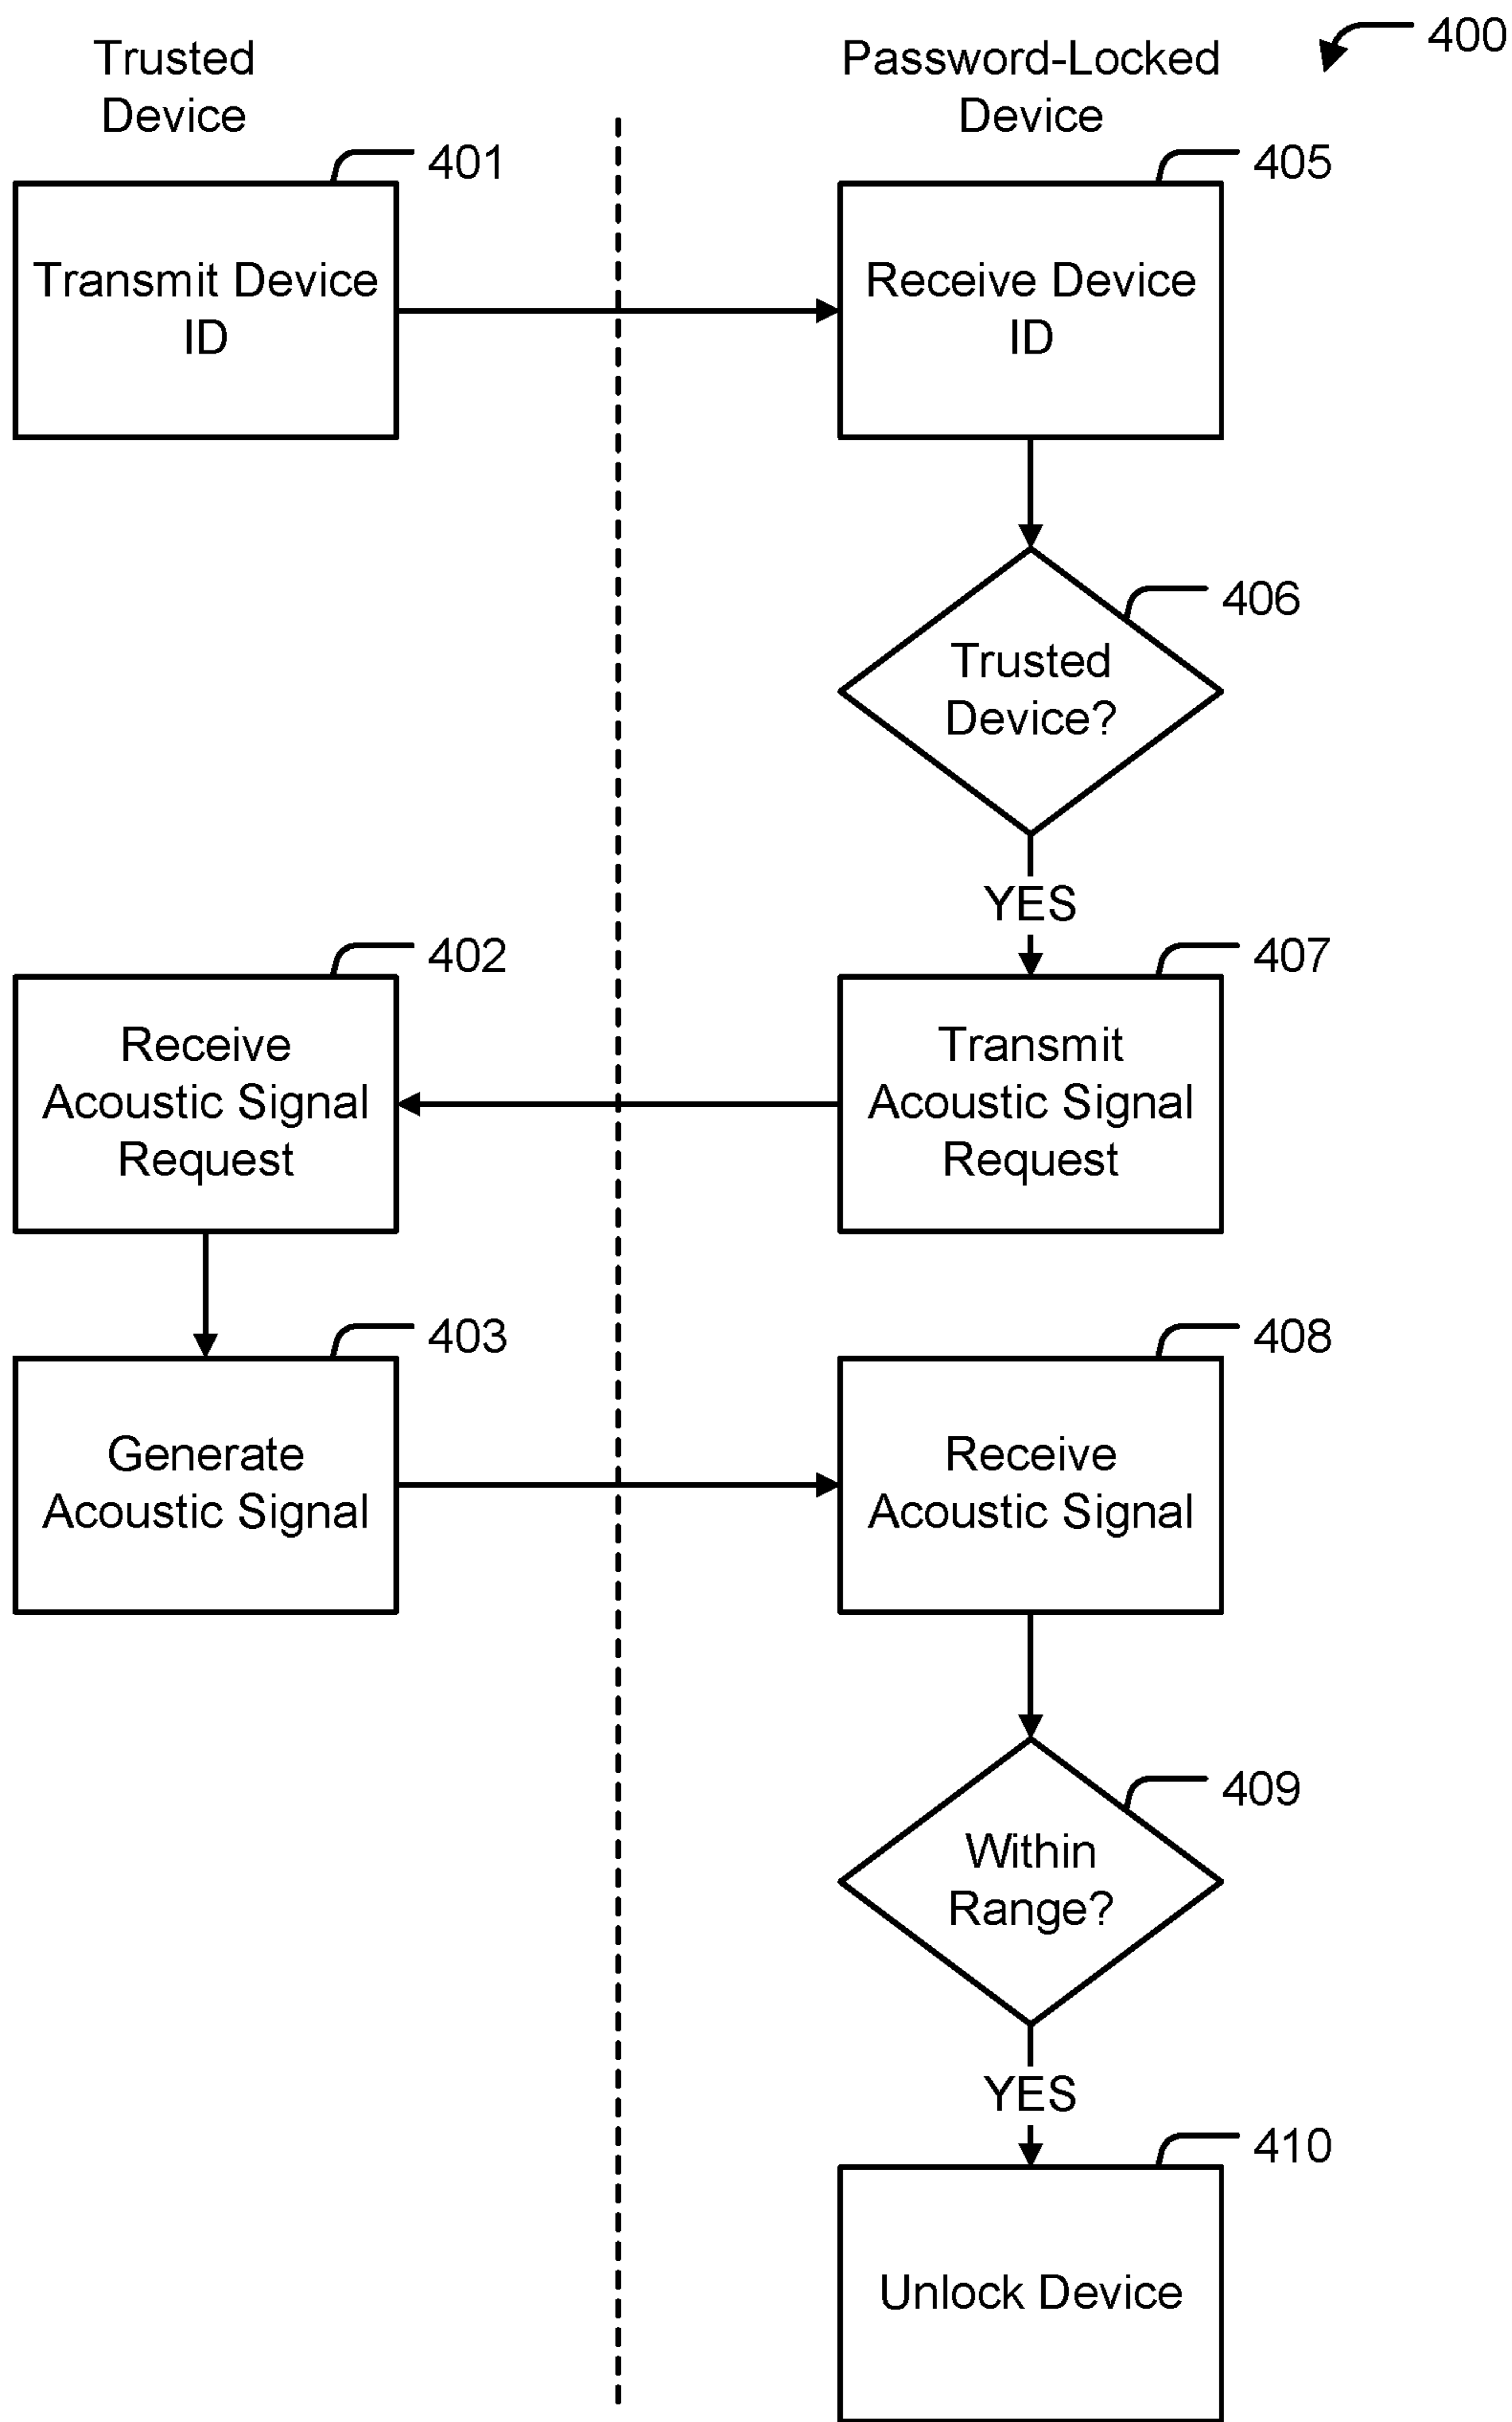 400
Trusted
Device
Password-Locked
Device
401
405
Transmit Device
ID
Receive Device
ID
406
Trusted
Device?
YES
402
407
Receive
Acoustic Signal
Request
Transmit
Acoustic Signal
Request
403
408
Generate
Acoustic Signal
Receive
Acoustic Signal
409
Within
Range?
YES
410
Unlock Device